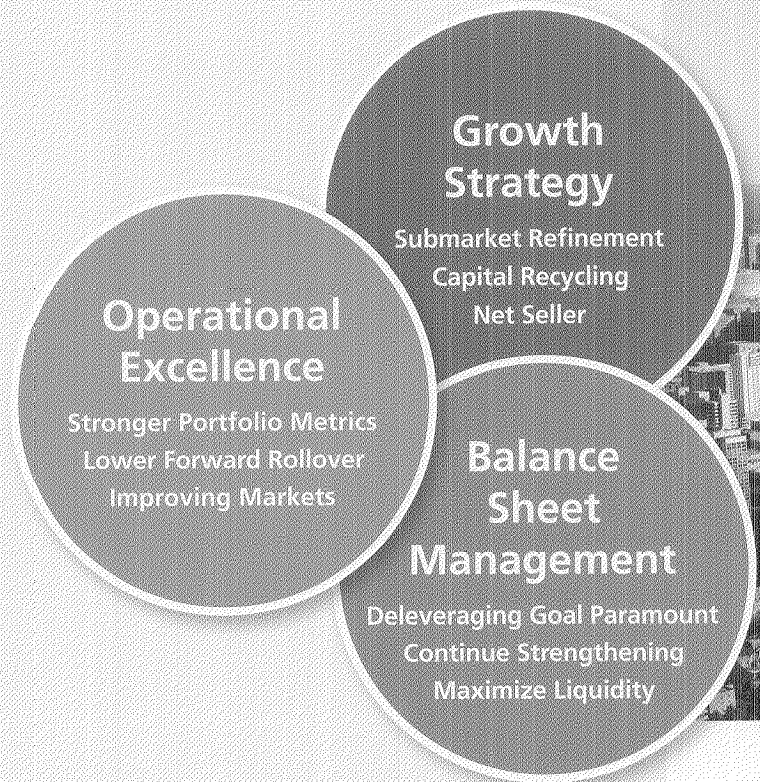 Growth
Strategy
Submarket Refinement
Capital Recycling
Net Seller
Operational
Excellence
Stronger Portfolio Metrics
Lower Forward Rollover
Improving Markets
Balance
Sheet
Management
Deleveraging Goal Paramount
Continue Strengthening
Maximize Liquidity